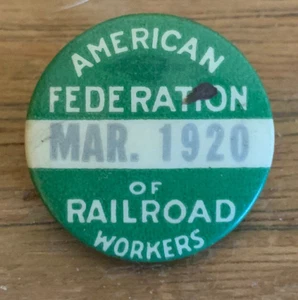 AMERICAN
FEDERATION
MAR. 1920
OF
RAILROAD
WORKERS